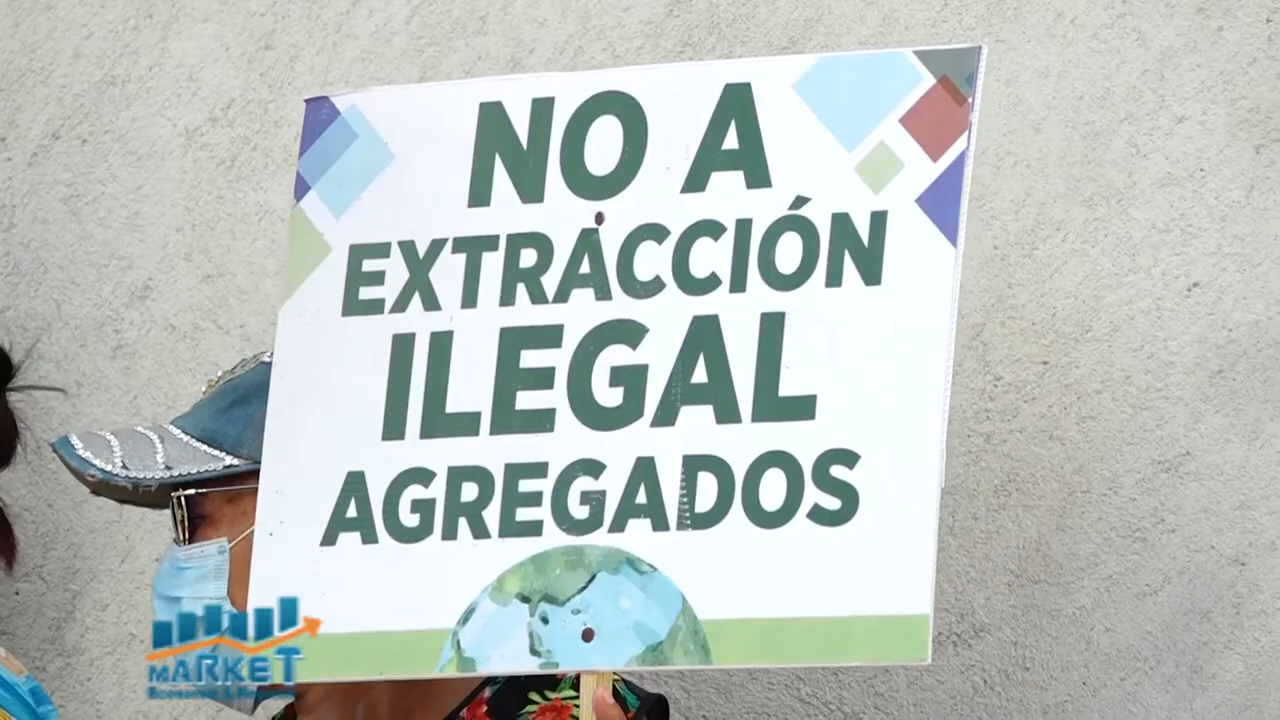 NO A
EXTRACCIÓN
ILEGAL
AGREGADOS
MARKET